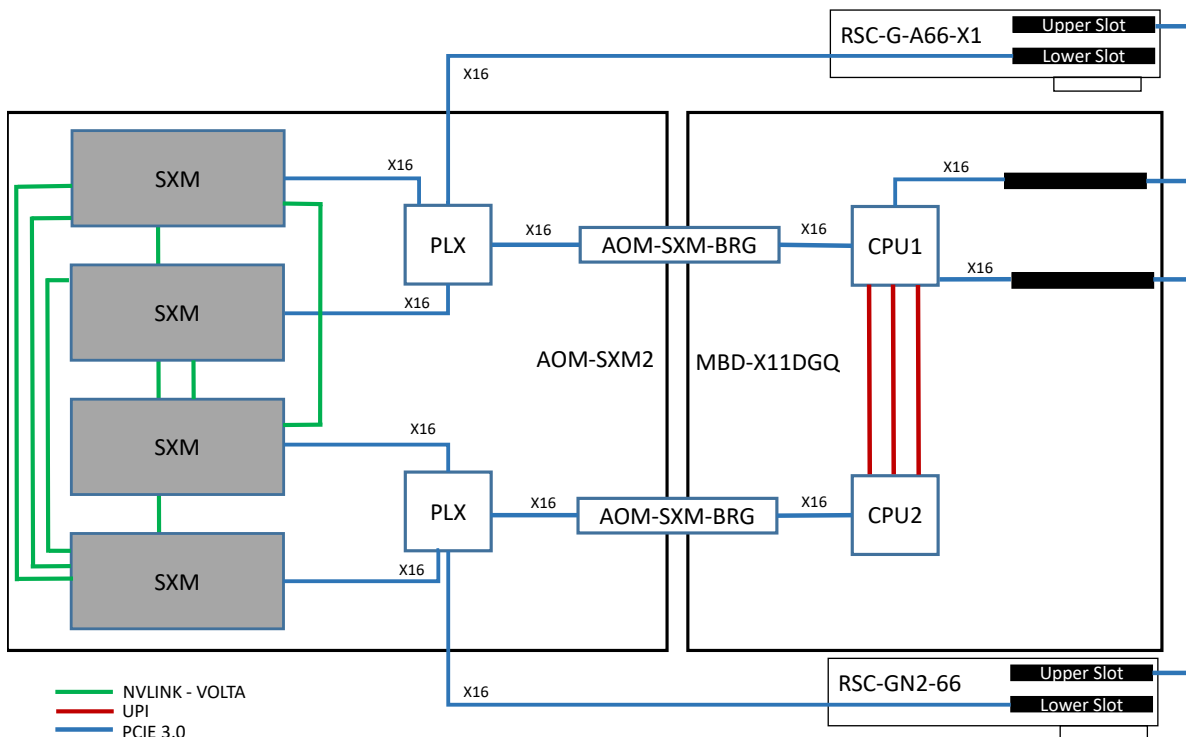 RSC-G-A66-X1
Upper Slot
Lower Slot
X16
SXM
X16
PLX
X16
AOM-SXM-BRG
X16
CPU1
X16
X16
SXM
X16
AOM-SXM2
MBD-X11DGQ
SXM
X16
PLX
X16
AOM-SXM-BRG
X16
CPU2
SXM
X16
X16
RSC-GN2-66
Upper Slot
Lower Slot
NVLINK - VOLTA
UPI
PCIE 3.0